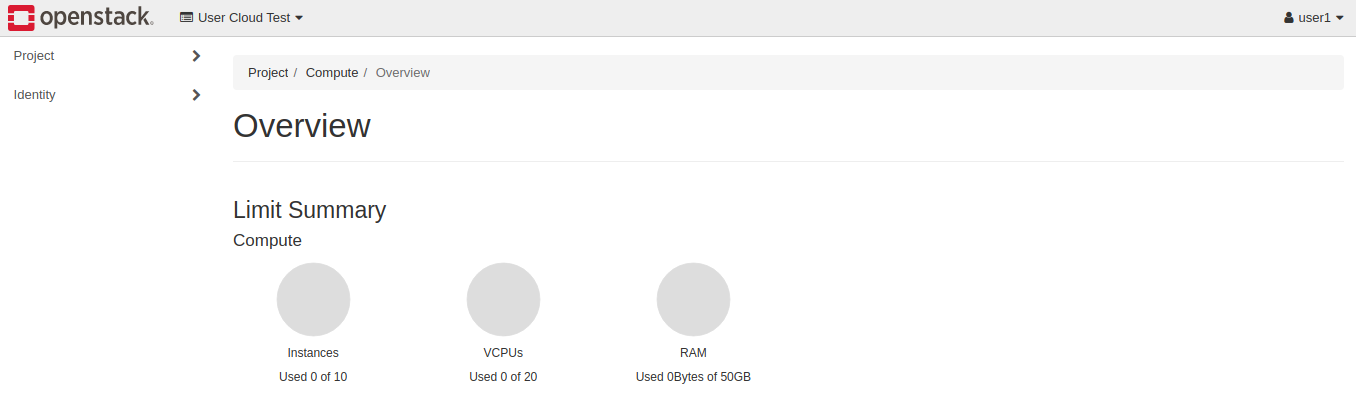 openstack. User Cloud Test user1
Project
Identity
Project / Compute / Overview
Overview
Limit Summary
Compute
Instances VCPUs RAM
Used 0 of 10 Used 0 of 20 Used 0Bytes of 50GB